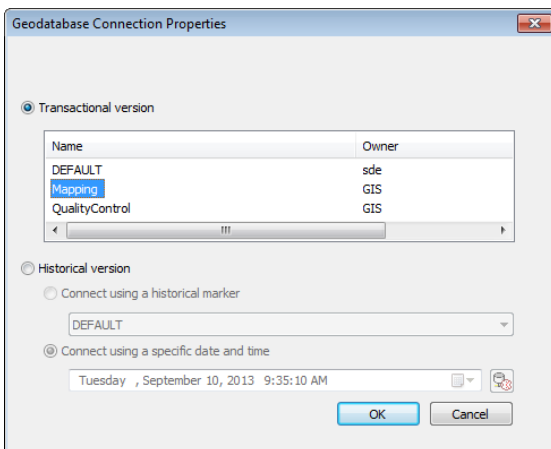 Geodatabase Connection Properties
Transactional version
Name Owner
DEFAULT sde
Mapping GIS
QualityControl GIS
Historical version
Connect using a historical marker
DEFAULT
Connect using a specific date and time
Tuesday , September 10, 2013 9:35:10 AM
OK Cancel